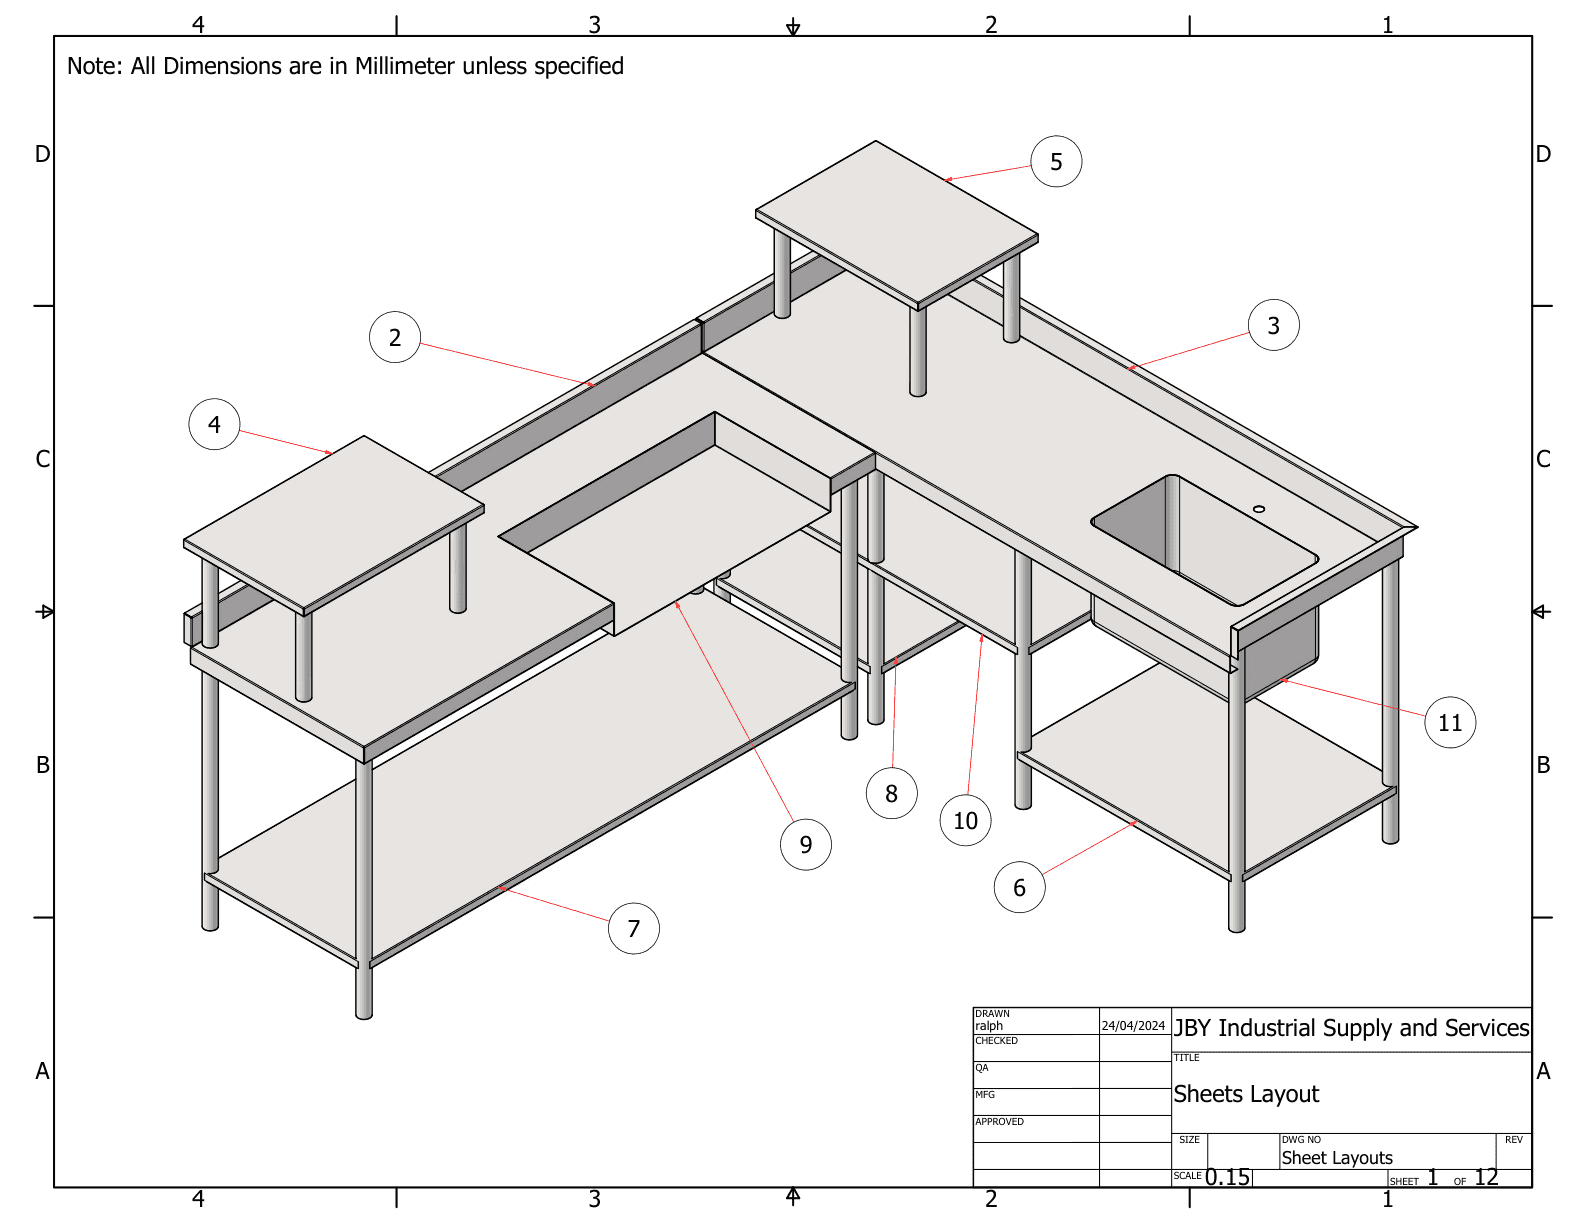 4 3 2 1
Note: All Dimensions are in Millimeter unless specified
D D
5
2
3
4
C C
11
B B
8
10
9
6
7
DRAWN
ralph
24/04/2024
JBY Industrial Supply and Services
CHECKED
TITLE
QA
Sheets Layout
MFG
A A
APPROVED
SIZE
DWG NO
REV
Sheet Layouts
SCALE 0.15
SHEET 1 OF 12
4 3 2 1